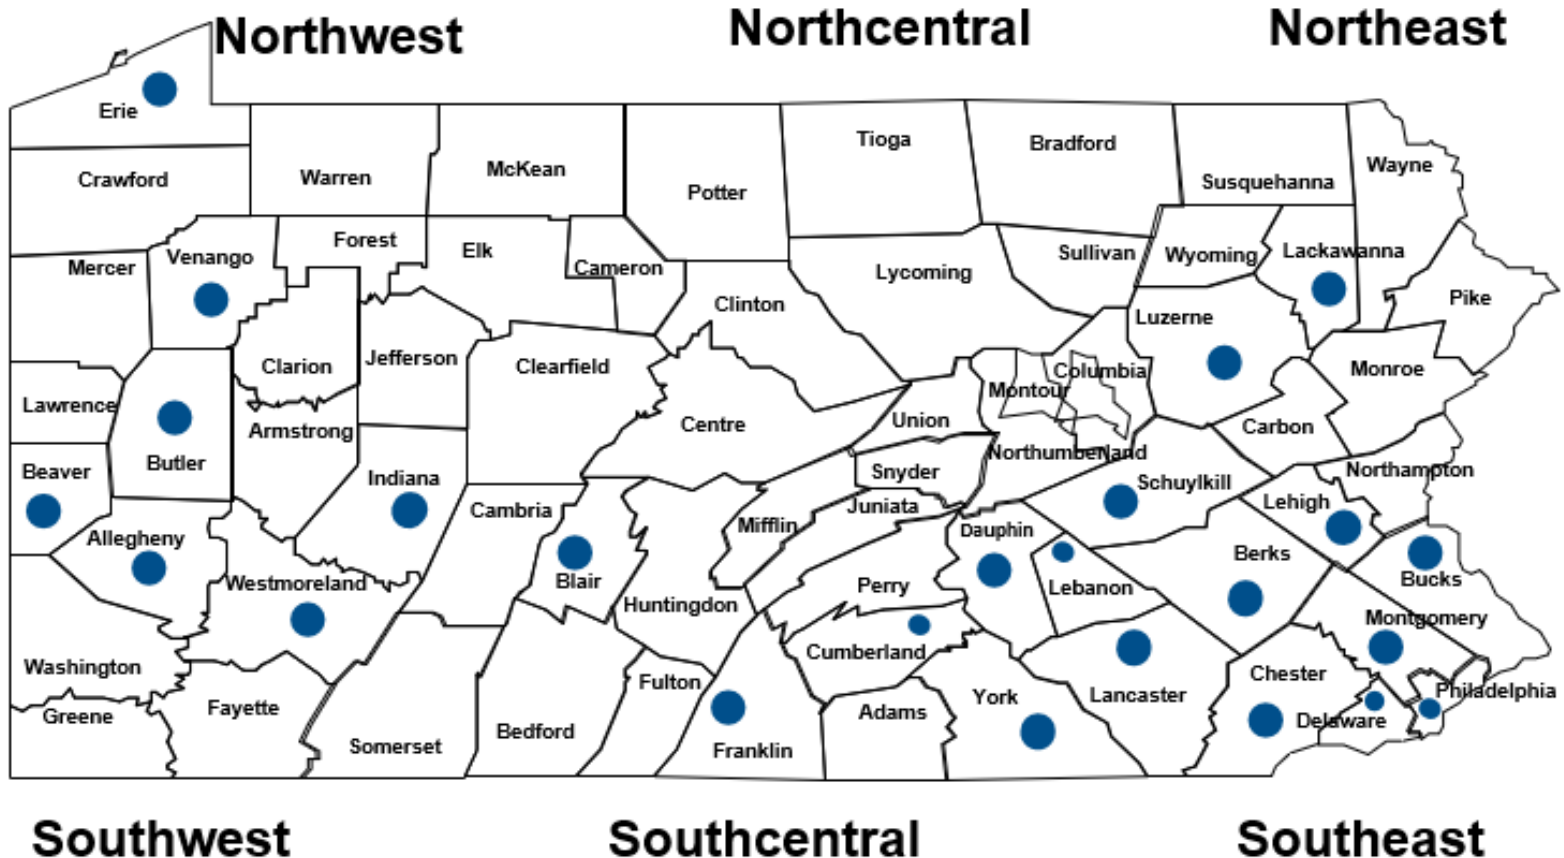 Northwest
Northcentral
Northeast
Erie
Crawford
Warren
McKean
Potter
Tioga
Bradford
Susquehanna
Wayne
Mercer
Venango
Forest
Elk
Cameron
Clinton
Lycoming
Sullivan
Wyoming
Lackawanna
Pike
Luzerne
Lawrence
Clarion
Jefferson
Clearfield
Centre
Union
Montour
Columbia
Monroe
Carbon
Butler
Armstrong
Beaver
Indiana
Cambria
Snyder
Northumberland
Schuylkill
Northampton
Lehigh
Allegheny
Westmoreland
Blair
Huntingdon
Mifflin
Juniata
Perry
Dauphin
Lebanon
Berks
Bucks
Montgomery
Washington
Greene
Fayette
Somerset
Bedford
Fulton
Franklin
Cumberland
Adams
York
Lancaster
Chester
Delaware
Philadelphia
Southwest
Southcentral
Southeast